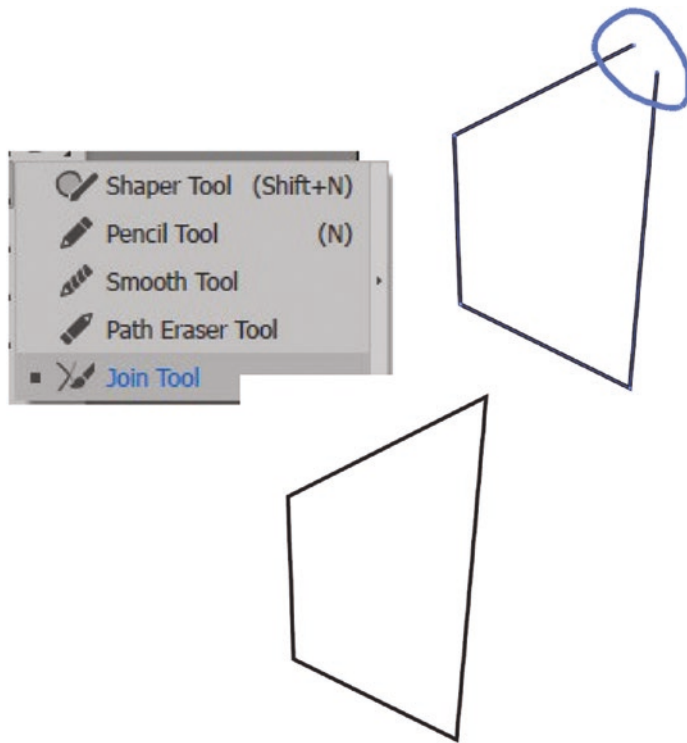 Shaper Tool (Shift+N)
Pencil Tool (N)
Smooth Tool
Path Eraser Tool
Join Tool